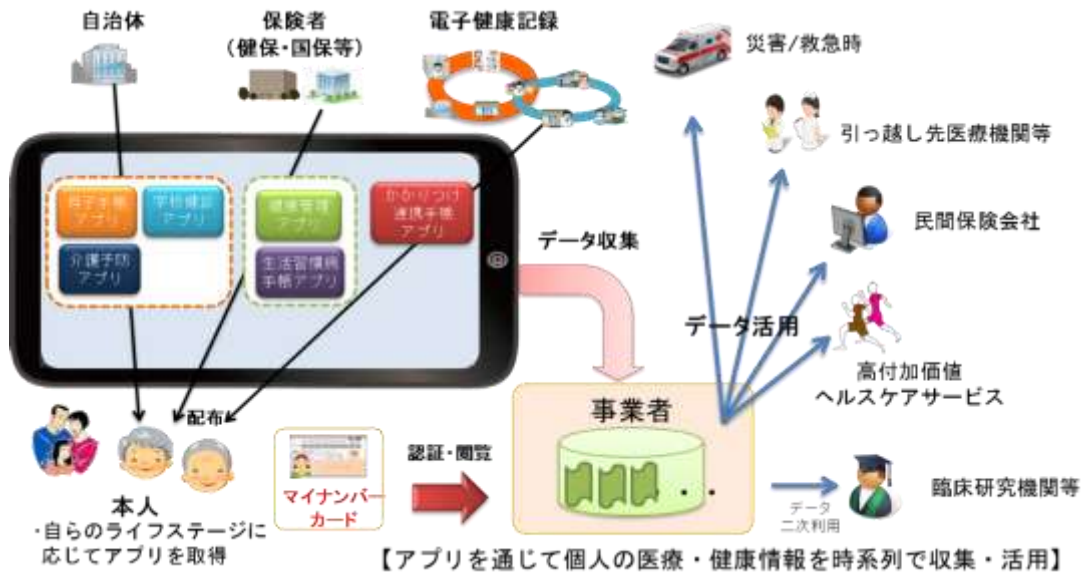 自治体
保険者
(健保・国保等)
電子健康記録
災害/救急時
引っ越し先医療機関等
民間保険会社
高付加価値
ヘルスケアサービス
臨床研究機関等
母子手帳
アプリ
学校健診
アプリ
介護予防
アプリ
健康管理
アプリ
生活習慣病
手帳アプリ
かかりつけ
連携手帳
アプリ
データ収集
データ活用
事業者
配布
本人
・自らのライフステージに
応じてアプリを取得
マイナンバー
カード
認証・閲覧
データ
二次利用
【アプリを通じて個人の医療・健康情報を時系列で収集・活用】